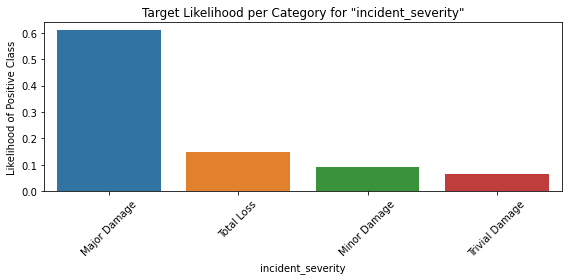 Target Likelihood per Category for "incident_severity"
Likelihood of Positive Class
0.6
0.5
0.4
0.3
0.2
0.1
0.0
Major Damage
Total Loss
Minor Damage
Trivial Damage
incident_severity